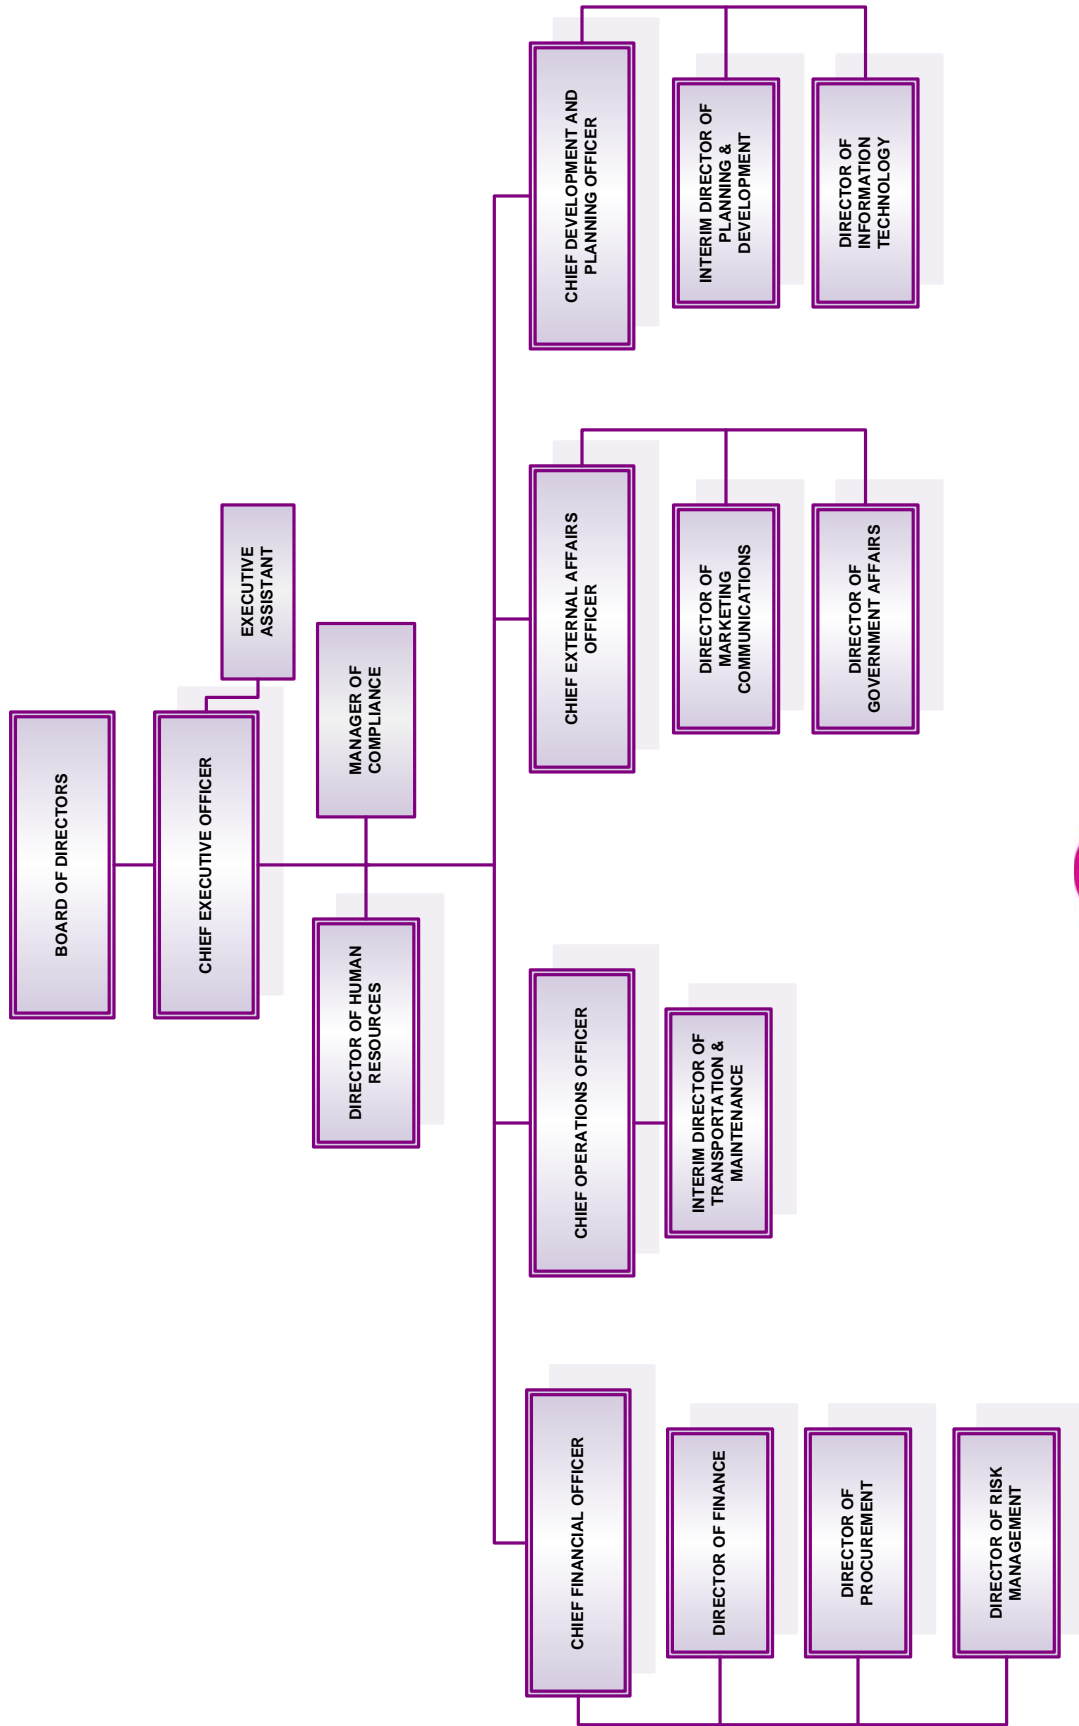 BOARD OF DIRECTORS
CHIEF EXECUTIVE OFFICER
EXECUTIVE
ASSISTANT
DIRECTOR OF HUMAN
RESOURCES
MANAGER OF
COMPLIANCE
CHIEF FINANCIAL OFFICER
DIRECTOR OF FINANCE
DIRECTOR OF
PROCUREMENT
DIRECTOR OF RISK
MANAGEMENT
CHIEF OPERATIONS OFFICER
INTERIM DIRECTOR OF
TRANSPORTATION &
MAINTENANCE
CHIEF EXTERNAL AFFAIRS
OFFICER
DIRECTOR OF
MARKETING
COMMUNICATIONS
DIRECTOR OF
GOVERNMENT AFFAIRS
CHIEF DEVELOPMENT AND
PLANNING OFFICER
INTERIM DIRECTOR OF
PLANNING &
DEVELOPMENT
DIRECTOR OF
INFORMATION
TECHNOLOGY